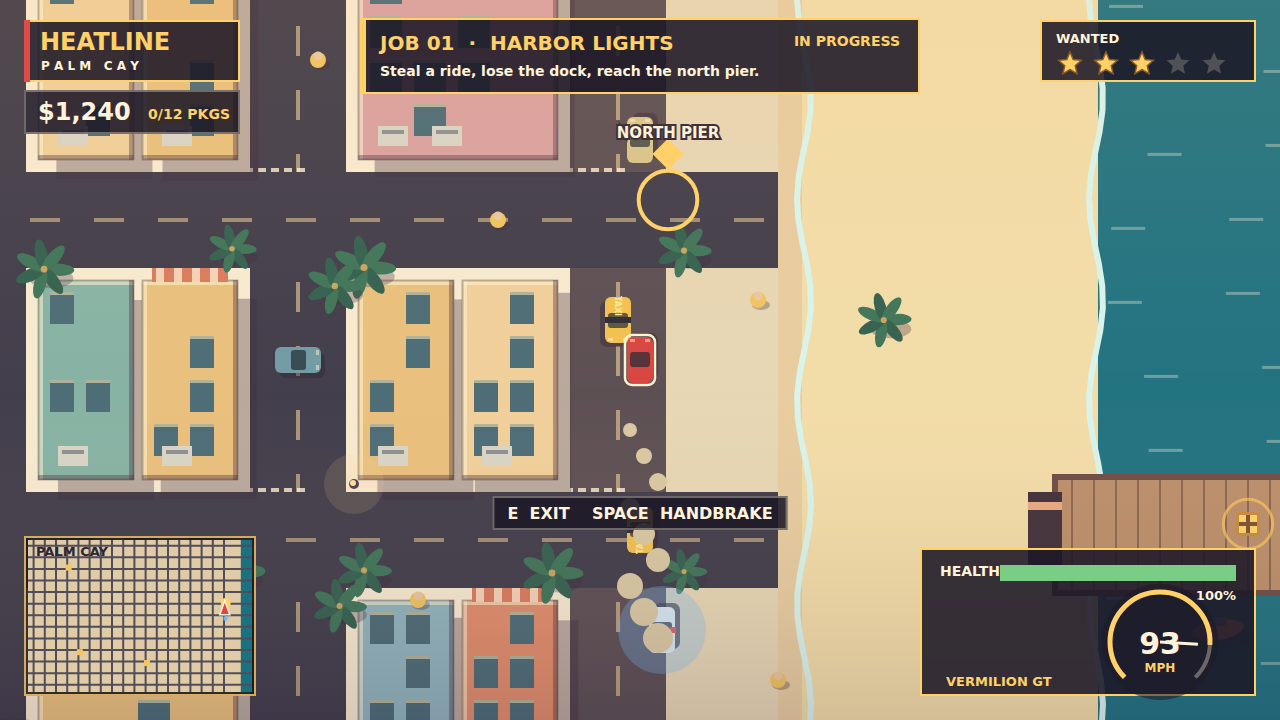 HEATLINE
PALM CAY
$1,240 0/12 PKGS
JOB 01 · HARBOR LIGHTS IN PROGRESS
Steal a ride, lose the dock, reach the north pier.
WANTED
NORTH PIER
TAXI
E EXIT SPACE HANDBRAKE
PALM CAY
HEALTH
100%
93
MPH
VERMILION GT